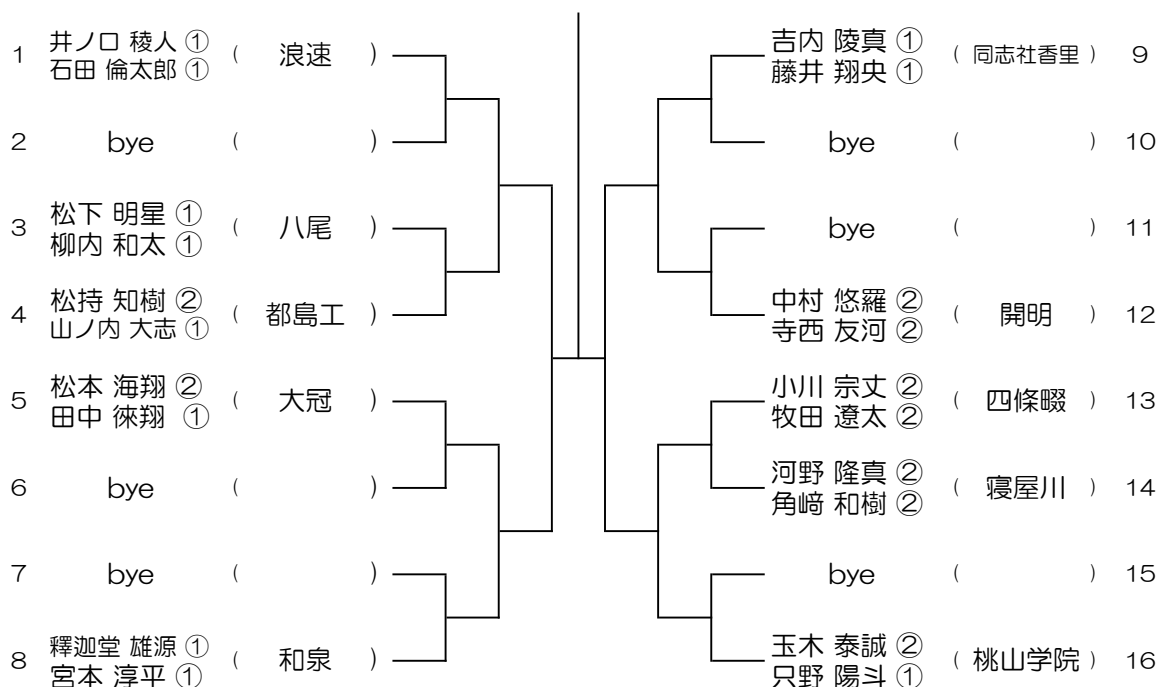 1 井ノ口 稜人 ① ( 浪速 )
石田 倫太郎 ①
2 bye ( )
3 松下 明星 ① ( 八尾 )
柳内 和太 ①
4 松持 知樹 ② ( 都島工 )
山ノ内 大志 ①
5 松本 海翔 ② ( 大冠 )
田中 徠翔 ①
6 bye ( )
7 bye ( )
8 釋迦堂 雄源 ① ( 和泉 )
宮本 淳平 ①
吉内 陵真 ① ( 同志社香里 ) 9
藤井 翔央 ①
bye ( ) 10
bye ( ) 11
中村 悠羅 ② ( 開明 ) 12
寺西 友河 ②
小川 宗丈 ② ( 四條畷 ) 13
牧田 遼太 ②
河野 隆真 ② ( 寝屋川 ) 14
角﨑 和樹 ②
bye ( ) 15
玉木 泰誠 ② ( 桃山学院 ) 16
只野 陽斗 ①